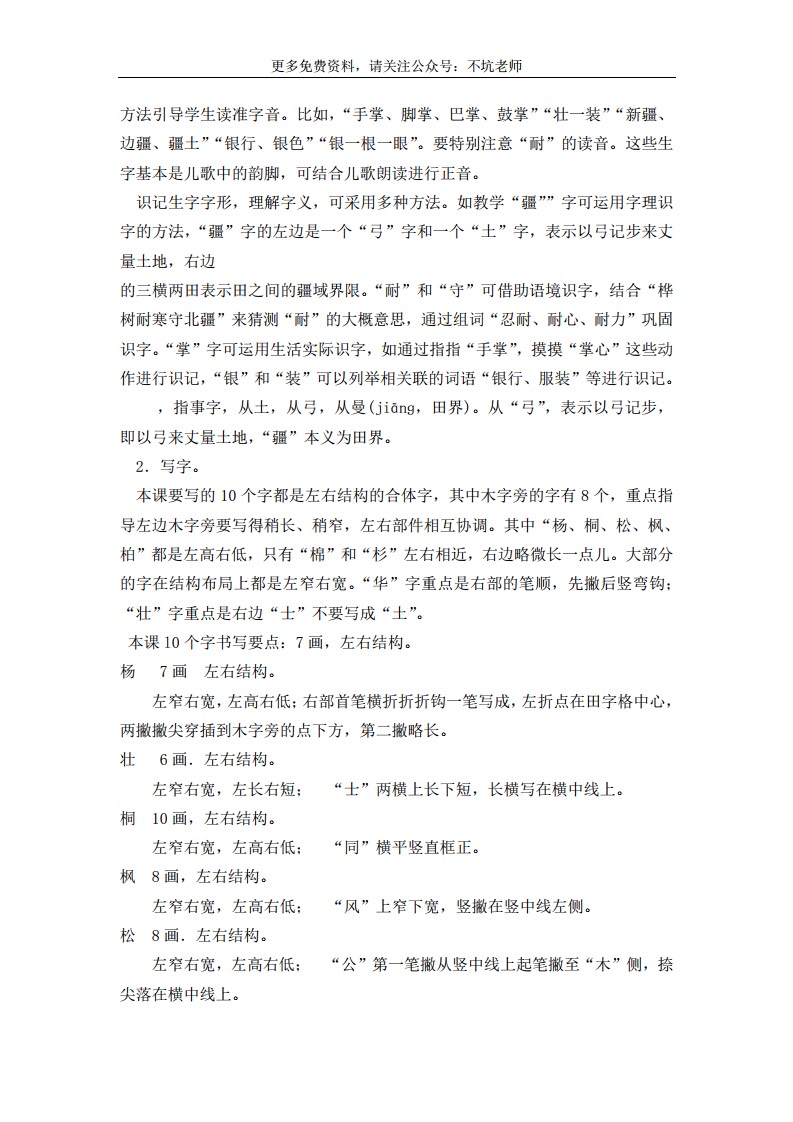 更多免费资料，请关注公众号：不坑老师
方法引导学生读准字音。比如，“手掌、脚掌、巴掌、鼓掌”“壮一装”“新疆、
边疆、疆土”“银行、银色”“银一根一眼”。要特别注意“耐”的读音。这些生
字基本是儿歌中的韵脚，可结合儿歌朗读进行正音。
识记生字字形，理解字义，可采用多种方法。如教学“疆””字可运用字理识
字的方法，“疆”字的左边是一个“弓”字和一个“土”字，表示以弓记步来丈
量土地，右边
的三横两田表示田之间的疆域界限。“耐”和“守”可借助语境识字，结合“桦
树耐寒守北疆”来猜测“耐”的大概意思，通过组词“忍耐、耐心、耐力”巩固
识字。“掌”字可运用生活实际识字，如通过指指“手掌”，摸摸“掌心”这些动
作进行识记，“银”和“装”可以列举相关联的词语“银行、服装”等进行识记。
，指事字，从土，从弓，从畺(jiāng，田界)。从“弓”，表示以弓记步，
即以弓来丈量土地，“疆”本义为田界。
2．写字。
本课要写的 10 个字都是左右结构的合体字，其中木字旁的字有 8 个，重点指
导左边木字旁要写得稍长、稍窄，左右部件相互协调。其中“杨、桐、松、枫、
柏”都是左高右低，只有“棉”和“杉”左右相近，右边略微长一点儿。大部分
的字在结构布局上都是左窄右宽。“华”字重点是右部的笔顺，先撇后竖弯钩；
“壮”字重点是右边“士”不要写成“土”。
本课 10 个字书写要点：7 画，左右结构。
杨 7 画 左右结构。
左窄右宽，左高右低；右部首笔横折折折钩一笔写成，左折点在田字格中心，
两撇撇尖穿插到木字旁的点下方，第二撇略长。
壮 6 画．左右结构。
左窄右宽，左长右短； “士”两横上长下短，长横写在横中线上。
桐 10 画，左右结构。
左窄右宽，左高右低； “同”横平竖直框正。
枫 8 画，左右结构。
左窄右宽，左高右低； “风”上窄下宽，竖撇在竖中线左侧。
松 8 画．左右结构。
左窄右宽，左高右低； “公”第一笔撇从竖中线上起笔撇至“木”侧，捺
尖落在横中线上。